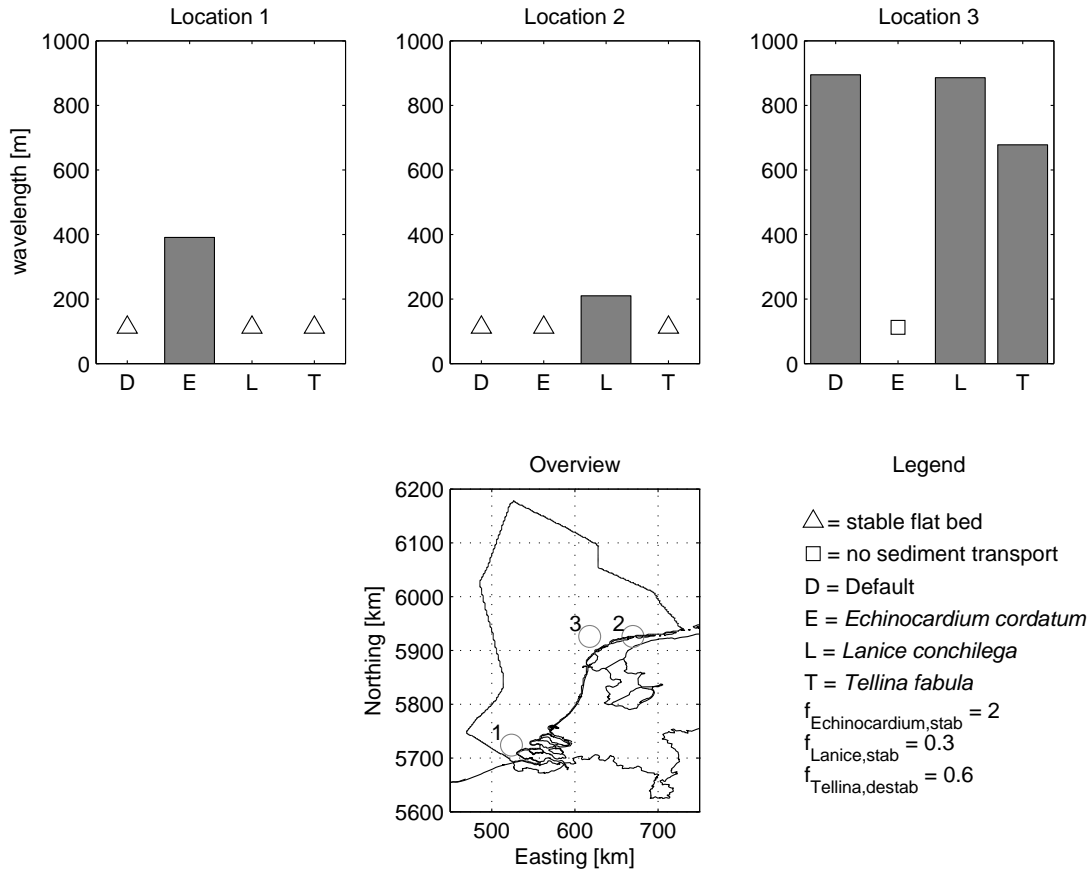 Location 1
Location 2
Location 3
wavelength [m]
1000
800
600
400
200
0
D E L T
1000
800
600
400
200
0
D E L T
1000
800
600
400
200
0
D E L T
Overview
Northing [km]
6200
6100
6000
5900
5800
5700
5600
3
2
1
500 600 700
Easting [km]
Legend
= stable flat bed
= no sediment transport
D = Default
E = Echinocardium cordatum
L = Lanice conchilega
T = Tellina fabula
fEchinocardium,stab = 2
fLanice,stab = 0.3
fTellina,destab = 0.6